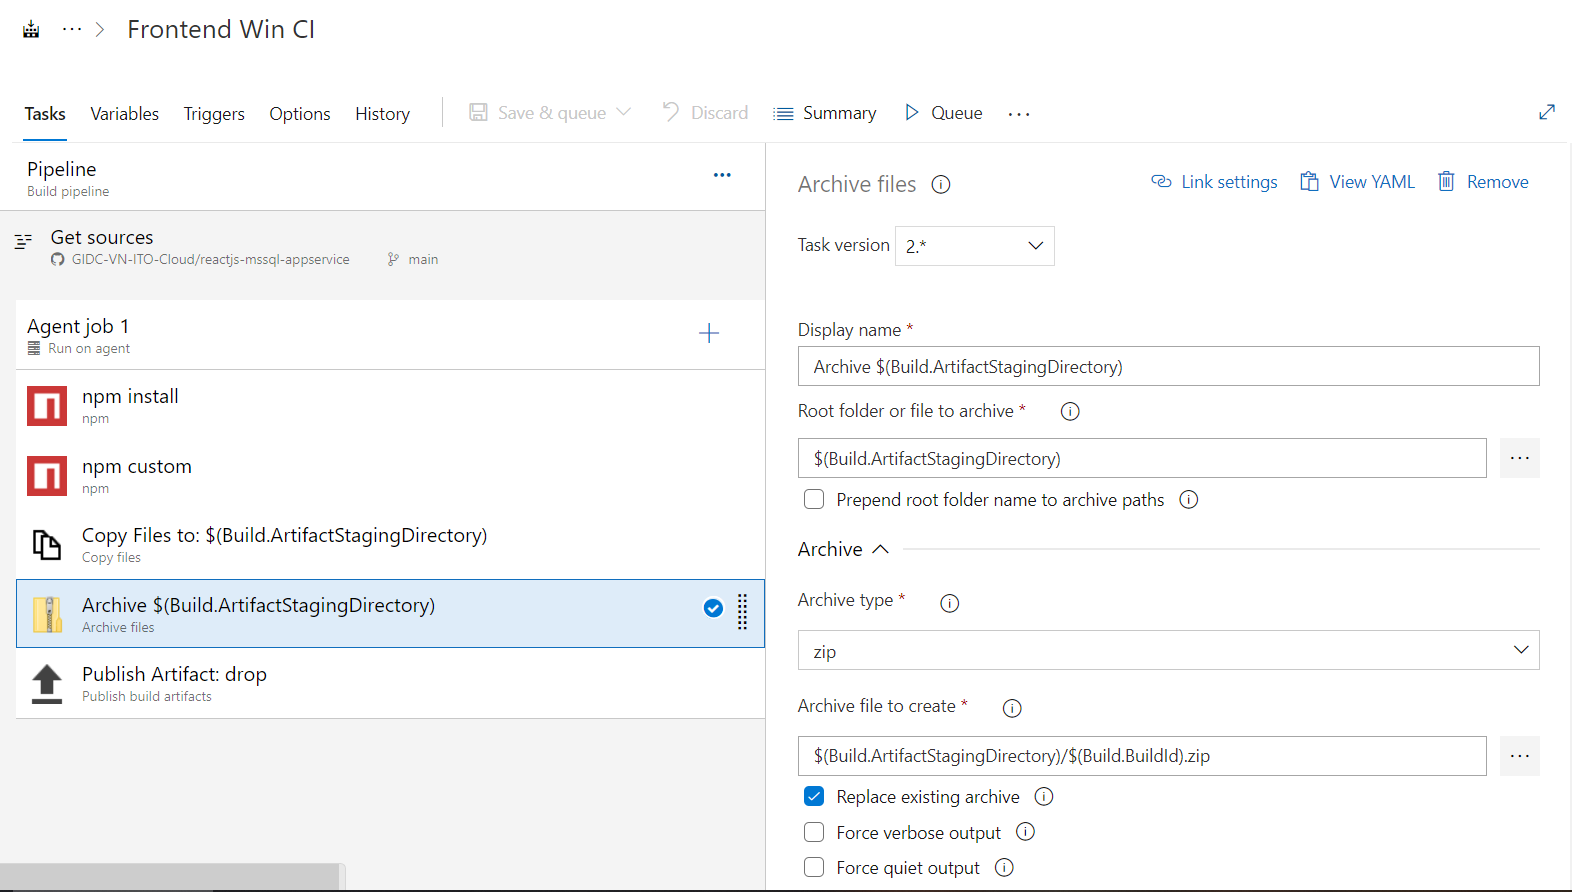 ··· > Frontend Win CI
Tasks Variables Triggers Options History Save & queue Discard Summary Queue ···
Pipeline ···
Build pipeline
Get sources
GIDC-VN-ITO-Cloud/reactjs-mssql-appservice main
Agent job 1
Run on agent
npm install
npm
npm custom
npm
Copy Files to: $(Build.ArtifactStagingDirectory)
Copy files
Archive $(Build.ArtifactStagingDirectory)
Archive files
Publish Artifact: drop
Publish build artifacts
Archive files Link settings View YAML Remove
Task version 2.*
Display name *
Archive $(Build.ArtifactStagingDirectory)
Root folder or file to archive *
$(Build.ArtifactStagingDirectory) ···
Prepend root folder name to archive paths
Archive
Archive type *
zip
Archive file to create *
$(Build.ArtifactStagingDirectory)/$(Build.BuildId).zip ···
Replace existing archive
Force verbose output
Force quiet output